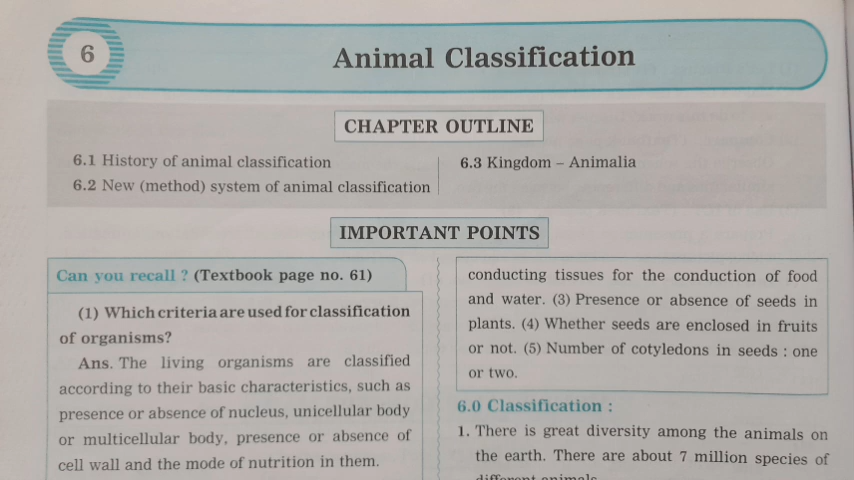 6
Animal Classification
CHAPTER OUTLINE
6.1 History of animal classification
6.2 New (method) system of animal classification
6.3 Kingdom – Animalia
IMPORTANT POINTS
Can you recall ? (Textbook page no. 61)
(1) Which criteria are used for classification
of organisms?
Ans. The living organisms are classified
according to their basic characteristics, such as
presence or absence of nucleus, unicellular body
or multicellular body, presence or absence of
cell wall and the mode of nutrition in them.
conducting tissues for the conduction of food
and water. (3) Presence or absence of seeds in
plants. (4) Whether seeds are enclosed in fruits
or not. (5) Number of cotyledons in seeds : one
or two.
6.0 Classification :
1. There is great diversity among the animals on
the earth. There are about 7 million species of
different animals